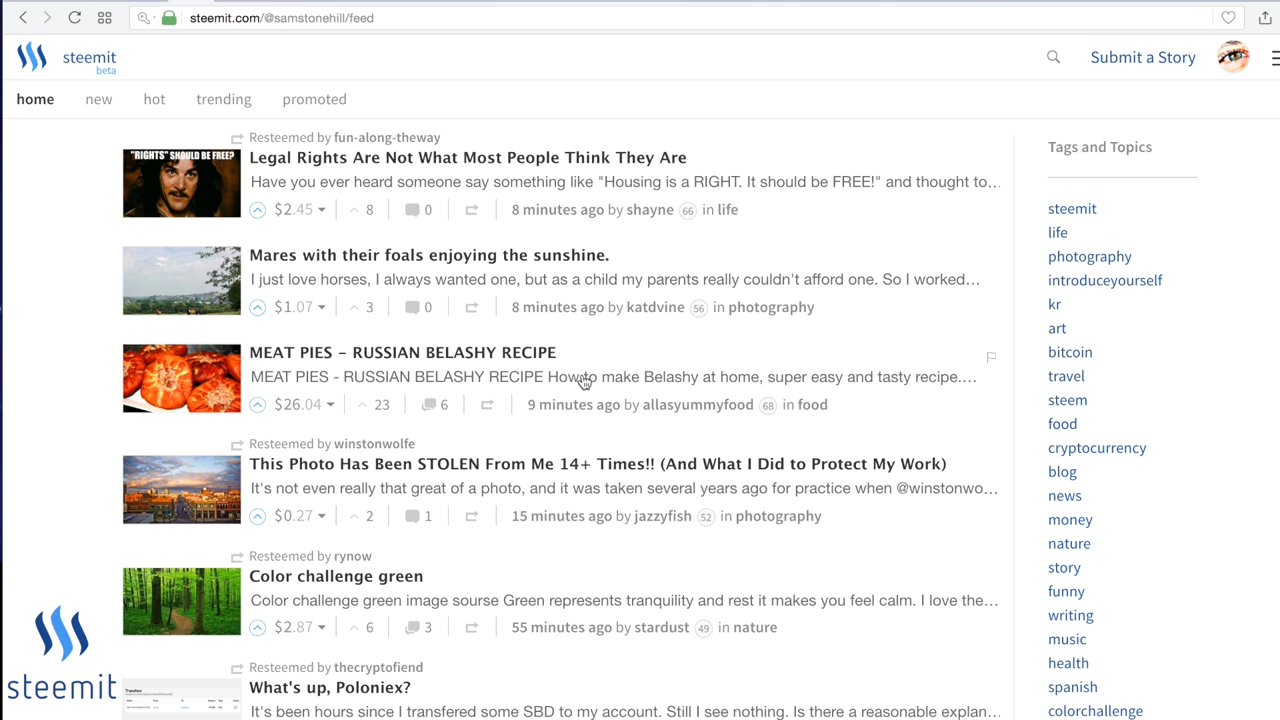 steemit.com/@samstonehill/feed
steemit
beta
Submit a Story
home new hot trending promoted
Resteemed by fun-along-theway
"RIGHTS" SHOULD BE FREE?
Legal Rights Are Not What Most People Think They Are
Have you ever heard someone say something like "Housing is a RIGHT. It should be FREE!" and thought to…
$2.45 8 0 8 minutes ago by shayne 66 in life
Mares with their foals enjoying the sunshine.
I just love horses, I always wanted one, but as a child my parents really couldn't afford one. So I worked…
$1.07 3 0 8 minutes ago by katdvine 56 in photography
MEAT PIES - RUSSIAN BELASHY RECIPE
MEAT PIES - RUSSIAN BELASHY RECIPE How to make Belashy at home, super easy and tasty recipe.…
$26.04 23 6 9 minutes ago by allasyummyfood 68 in food
Resteemed by winstonwolfe
This Photo Has Been STOLEN From Me 14+ Times!! (And What I Did to Protect My Work)
It's not even really that great of a photo, and it was taken several years ago for practice when @winstonwo…
$0.27 2 1 15 minutes ago by jazzyfish 52 in photography
Resteemed by rynow
Color challenge green
Color challenge green image sourse Green represents tranquility and rest it makes you feel calm. I love the…
$2.87 6 3 55 minutes ago by stardust 49 in nature
Resteemed by thecryptofiend
What's up, Poloniex?
It's been hours since I transfered some SBD to my account. Still I see nothing. Is there a reasonable explan…
Transfers
Tags and Topics
steemit
life
photography
introduceyourself
kr
art
bitcoin
travel
steem
food
cryptocurrency
blog
news
money
nature
story
funny
writing
music
health
spanish
colorchallenge
steemit